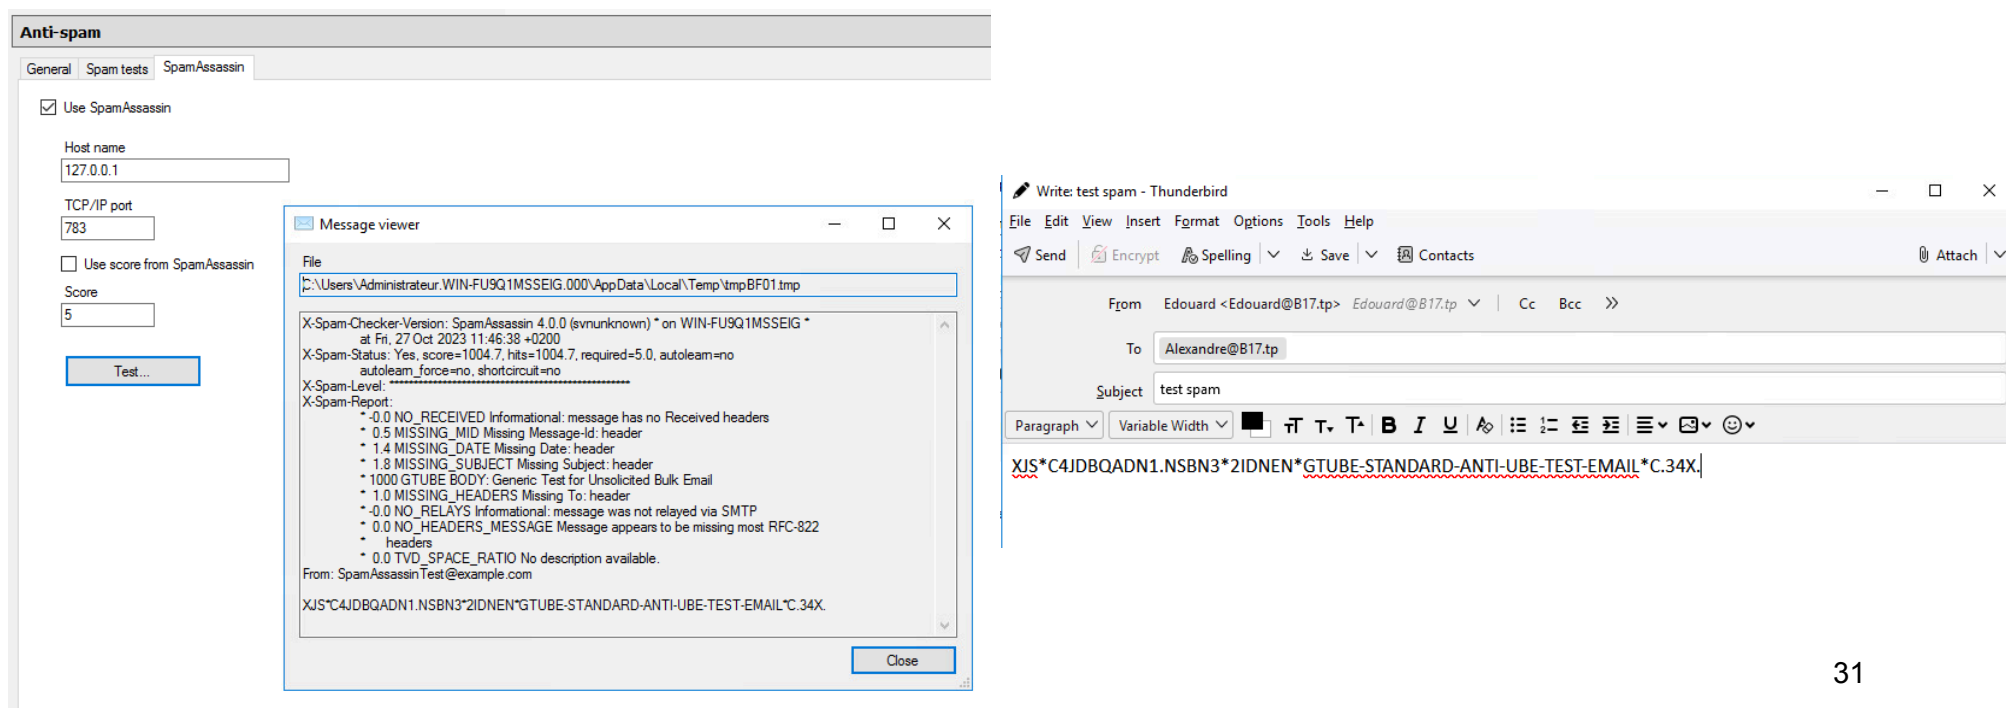 Anti-spam
General Spam tests SpamAssassin
Use SpamAssassin
Host name
127.0.0.1
TCP/IP port
783
Use score from SpamAssassin
Score
5
Test...
Message viewer
File
C:\Users\Administrateur.WIN-FU9Q1MSSEIG.000\AppData\Local\Temp\tmpBF01.tmp
X-Spam-Checker-Version: SpamAssassin 4.0.0 (svnunknown) * on WIN-FU9Q1MSSEIG *
at Fri, 27 Oct 2023 11:46:38 +0200
X-Spam-Status: Yes, score=1004.7, hits=1004.7, required=5.0, autolearn=no
autolearn_force=no, shortcircuit=no
X-Spam-Level: **************************************************
X-Spam-Report:
* -0.0 NO_RECEIVED Informational: message has no Received headers
* 0.5 MISSING_MID Missing Message-Id: header
* 1.4 MISSING_DATE Missing Date: header
* 1.8 MISSING_SUBJECT Missing Subject: header
* 1000 GTUBE BODY: Generic Test for Unsolicited Bulk Email
* 1.0 MISSING_HEADERS Missing To: header
* -0.0 NO_RELAYS Informational: message was not relayed via SMTP
* 0.0 NO_HEADERS_MESSAGE Message appears to be missing most RFC-822
* headers
* 0.0 TVD_SPACE_RATIO No description available.
From: SpamAssassinTest@example.com
XJS*C4JDBQADN1.NSBN3*2IDNEN*GTUBE-STANDARD-ANTI-UBE-TEST-EMAIL*C.34X.
Close
Write: test spam - Thunderbird
File Edit View Insert Format Options Tools Help
Send Encrypt Spelling Save Contacts Attach
From Edouard <Edouard@B17.tp> Edouard@B17.tp Cc Bcc
To Alexandre@B17.tp
Subject test spam
Paragraph Variable Width
XJS*C4JDBQADN1.NSBN3*2IDNEN*GTUBE-STANDARD-ANTI-UBE-TEST-EMAIL*C.34X.
31